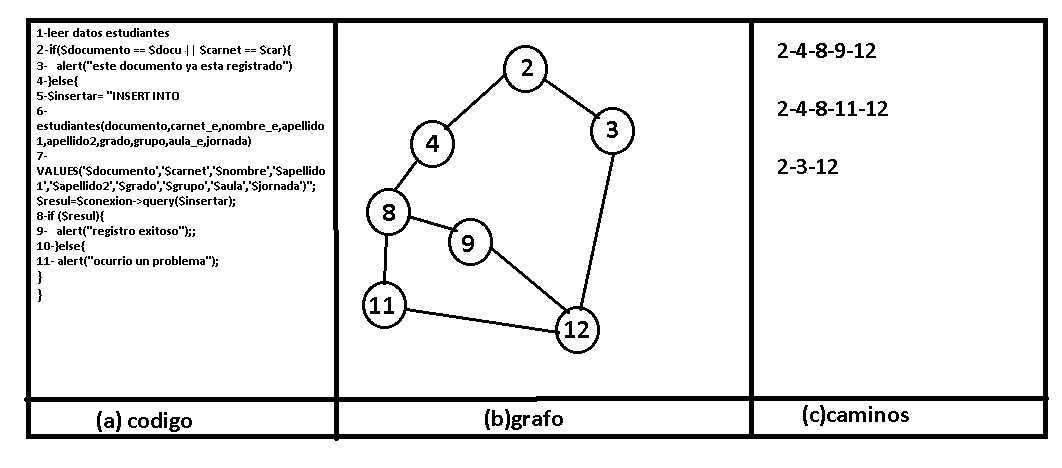 1-leer datos estudiantes
2-if($documento == $docu || $carnet == $car){
3- alert("este documento ya esta registrado")
4-}else{
5-$insertar= "INSERT INTO
6-
estudiantes(documento,carnet_e,nombre_e,apellido
1,apellido2,grado,grupo,aula_e,jornada)
7-
VALUES('$documento','$carnet','$nombre','$apellido
1','$apellido2','$grado','$grupo','$aula','$jornada')";
$resul=$conexion->query($insertar);
8-if ($resul){
9- alert("registro exitoso");;
10-}else{
11- alert("ocurrio un problema");
}
}
(a) codigo
2
3
4
8
9
11
12
(b)grafo
2-4-8-9-12
2-4-8-11-12
2-3-12
(c)caminos